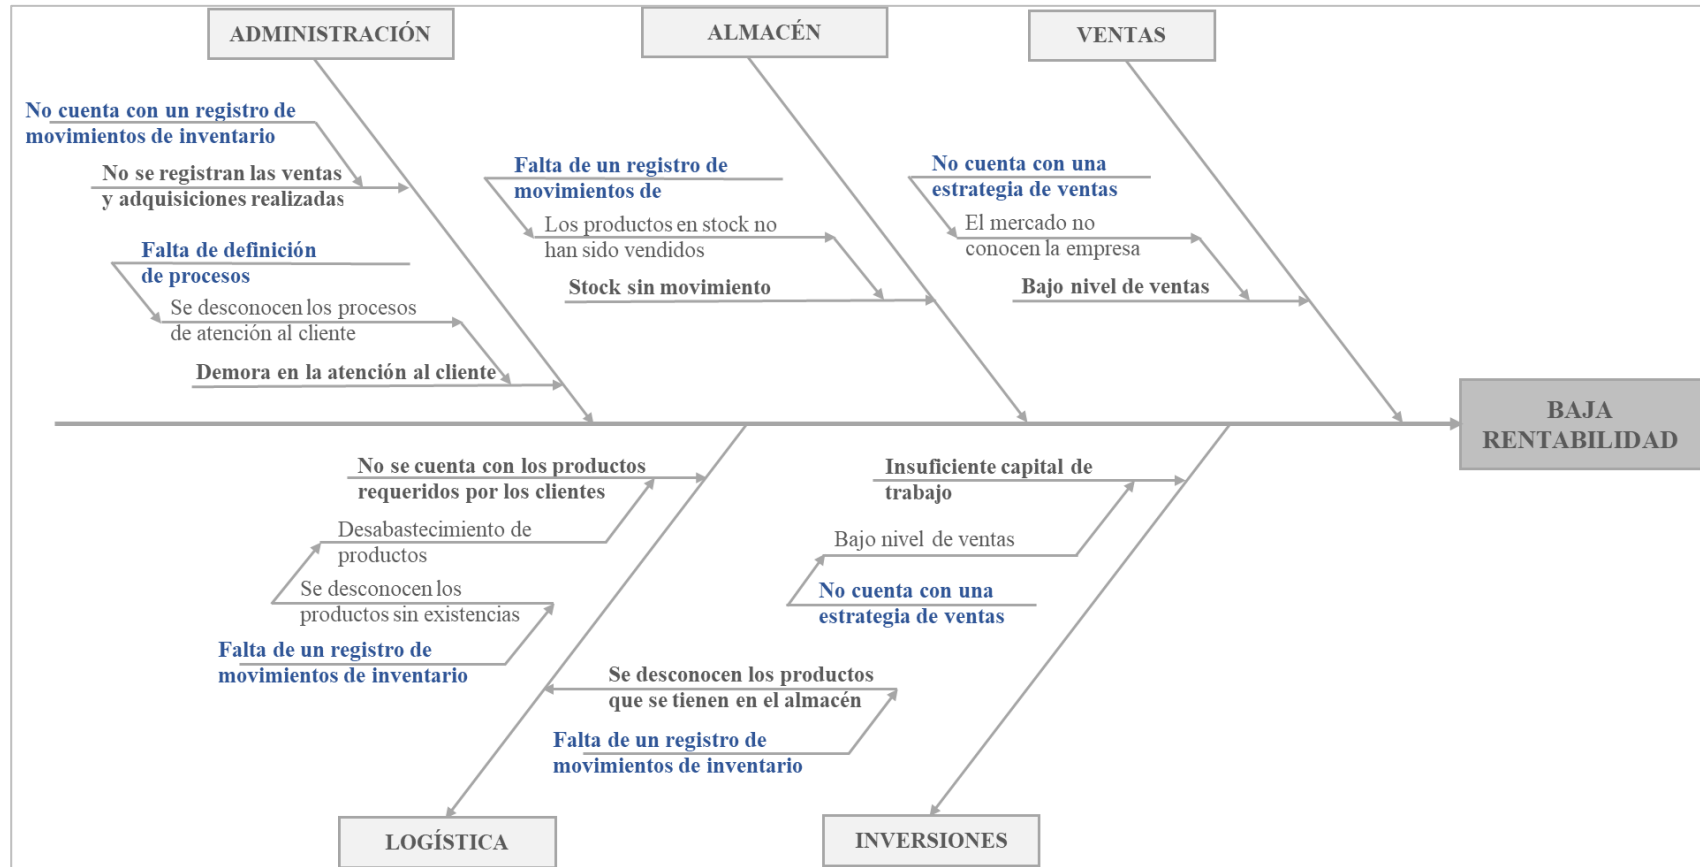 ADMINISTRACIÓN
ALMACÉN
VENTAS
No cuenta con un registro de
movimientos de inventario
No se registran las ventas
y adquisiciones realizadas
Falta de definición
de procesos
Se desconocen los procesos
de atención al cliente
Demora en la atención al cliente
Falta de un registro de
movimientos de
Los productos en stock no
han sido vendidos
Stock sin movimiento
No cuenta con una
estrategia de ventas
El mercado no
conocen la empresa
Bajo nivel de ventas
BAJA
RENTABILIDAD
No se cuenta con los productos
requeridos por los clientes
Desabastecimiento de
productos
Se desconocen los
productos sin existencias
Falta de un registro de
movimientos de inventario
Se desconocen los productos
que se tienen en el almacén
Falta de un registro de
movimientos de inventario
Insuficiente capital de
trabajo
Bajo nivel de ventas
No cuenta con una
estrategia de ventas
LOGÍSTICA
INVERSIONES